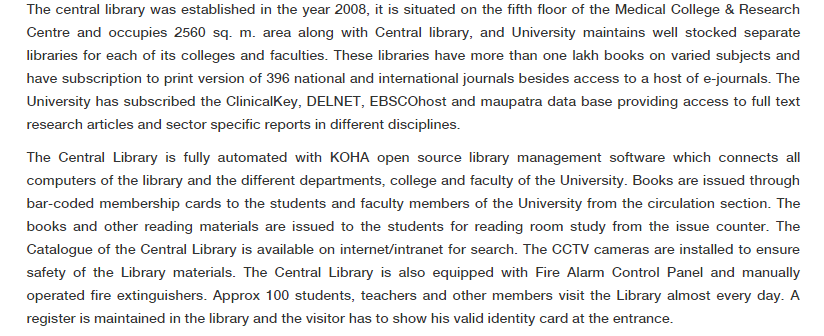 The central library was established in the year 2008, it is situated on the fifth floor of the Medical College & Research
Centre and occupies 2560 sq. m. area along with Central library, and University maintains well stocked separate
libraries for each of its colleges and faculties. These libraries have more than one lakh books on varied subjects and
have subscription to print version of 396 national and international journals besides access to a host of e-journals. The
University has subscribed the ClinicalKey, DELNET, EBSCOhost and maupatra data base providing access to full text
research articles and sector specific reports in different disciplines.
The Central Library is fully automated with KOHA open source library management software which connects all
computers of the library and the different departments, college and faculty of the University. Books are issued through
bar-coded membership cards to the students and faculty members of the University from the circulation section. The
books and other reading materials are issued to the students for reading room study from the issue counter. The
Catalogue of the Central Library is available on internet/intranet for search. The CCTV cameras are installed to ensure
safety of the Library materials. The Central Library is also equipped with Fire Alarm Control Panel and manually
operated fire extinguishers. Approx 100 students, teachers and other members visit the Library almost every day. A
register is maintained in the library and the visitor has to show his valid identity card at the entrance.